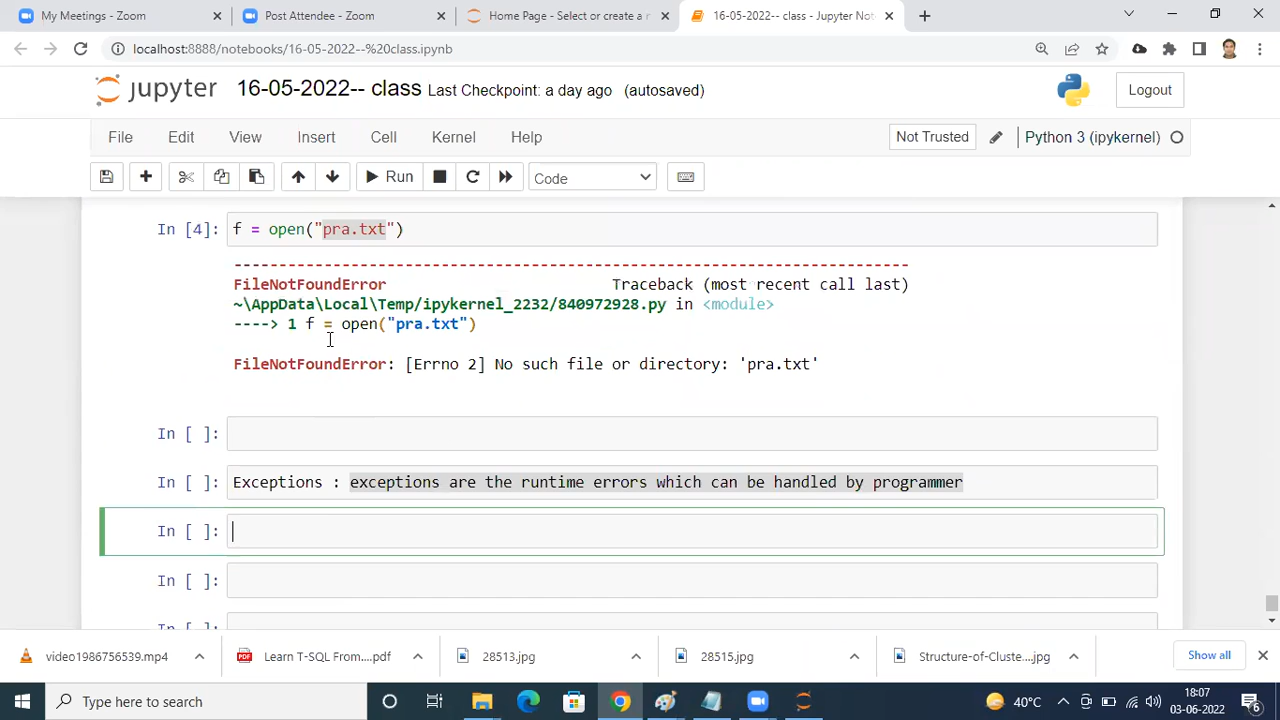 My Meetings - Zoom
Post Attendee - Zoom
Home Page - Select or create a n
16-05-2022-- class - Jupyter Not
localhost:8888/notebooks/16-05-2022--%20class.ipynb
jupyter 16-05-2022-- class Last Checkpoint: a day ago (autosaved)
Logout
File Edit View Insert Cell Kernel Help
Not Trusted
Python 3 (ipykernel)
Run
Code
In [4]: f = open("pra.txt")
---------------------------------------------------------------------------
FileNotFoundError Traceback (most recent call last)
~\AppData\Local\Temp/ipykernel_2232/840972928.py in <module>
----> 1 f = open("pra.txt")
FileNotFoundError: [Errno 2] No such file or directory: 'pra.txt'
In [ ]:
In [ ]: Exceptions : exceptions are the runtime errors which can be handled by programmer
In [ ]:
In [ ]:
In [ ]:
video1986756539.mp4
Learn T-SQL From....pdf
28513.jpg
28515.jpg
Structure-of-Cluste....jpg
Show all
Type here to search
40°C
18:07
03-06-2022
6